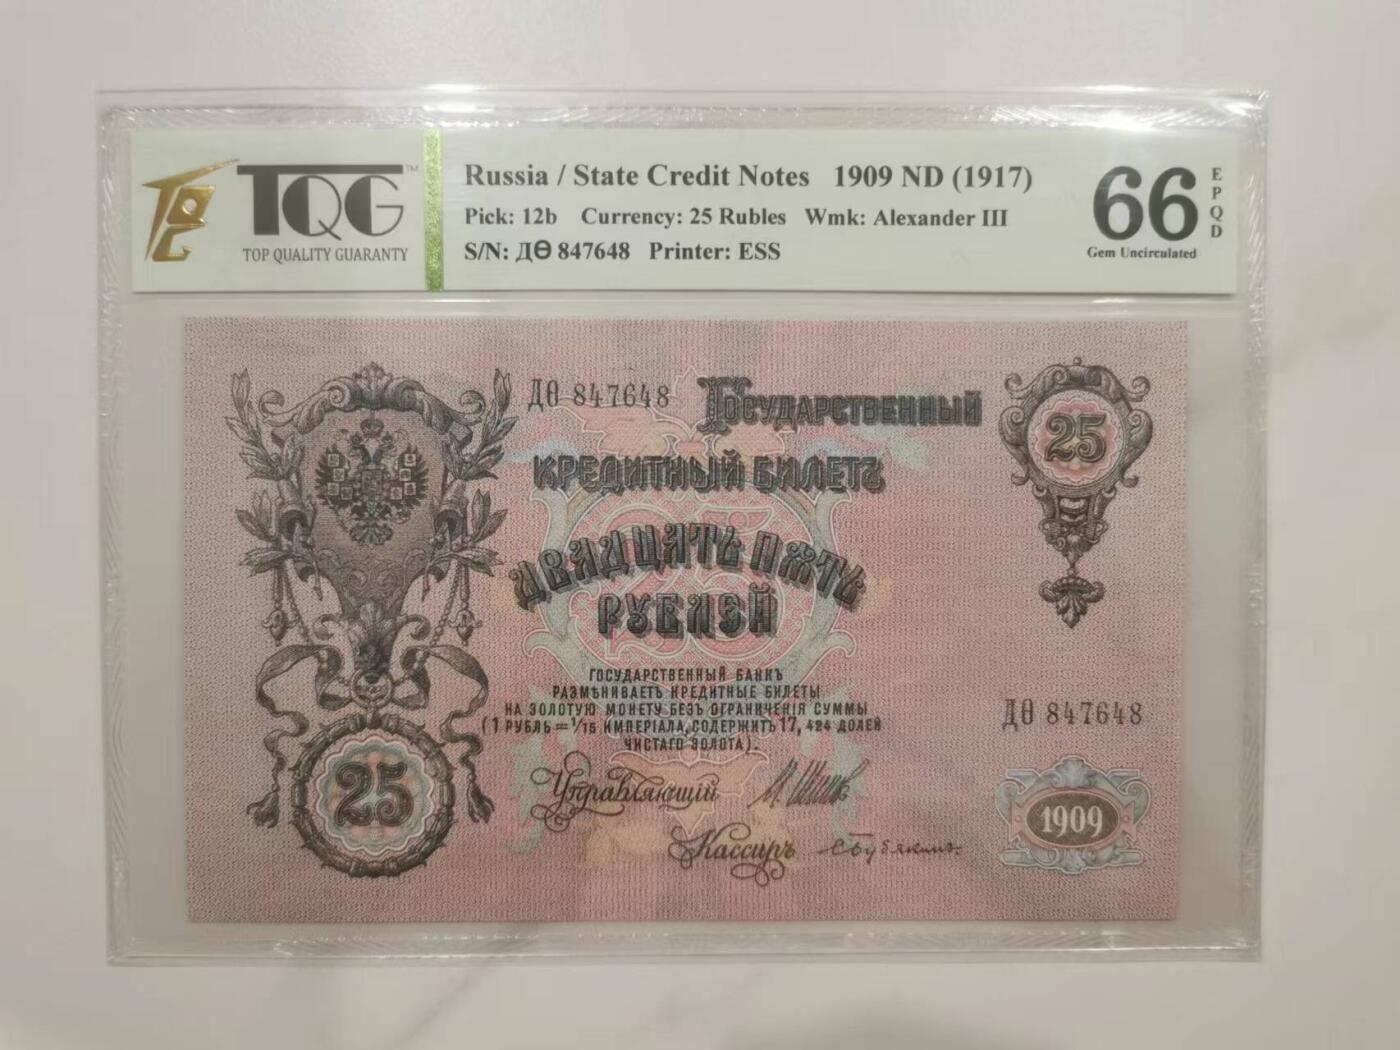 TQG™
TOP QUALITY GUARANTY
Russia / State Credit Notes 1909 ND (1917)
Pick: 12b Currency: 25 Rubles Wmk: Alexander III
S/N: ДѲ 847648 Printer: ESS
66
EPQD
Gem Uncirculated
ДѲ 847648
Государственный
25
Кредитный Билетъ
25
Двадцать пять
рублей
ГОСУДАРСТВЕННЫЙ БАНКЪ
РАЗМѢНИВАЕТЪ КРЕДИТНЫЕ БИЛЕТЫ
НА ЗОЛОТУЮ МОНЕТУ БЕЗЪ ОГРАНИЧЕНІЯ СУММЫ
(1 РУБЛЬ = 1/15 ИМПЕРІАЛА, СОДЕРЖИТЪ 17,424 ДОЛЕЙ
ЧИСТАГО ЗОЛОТА).
ДѲ 847648
25
Управляющій
1909
Кассиръ